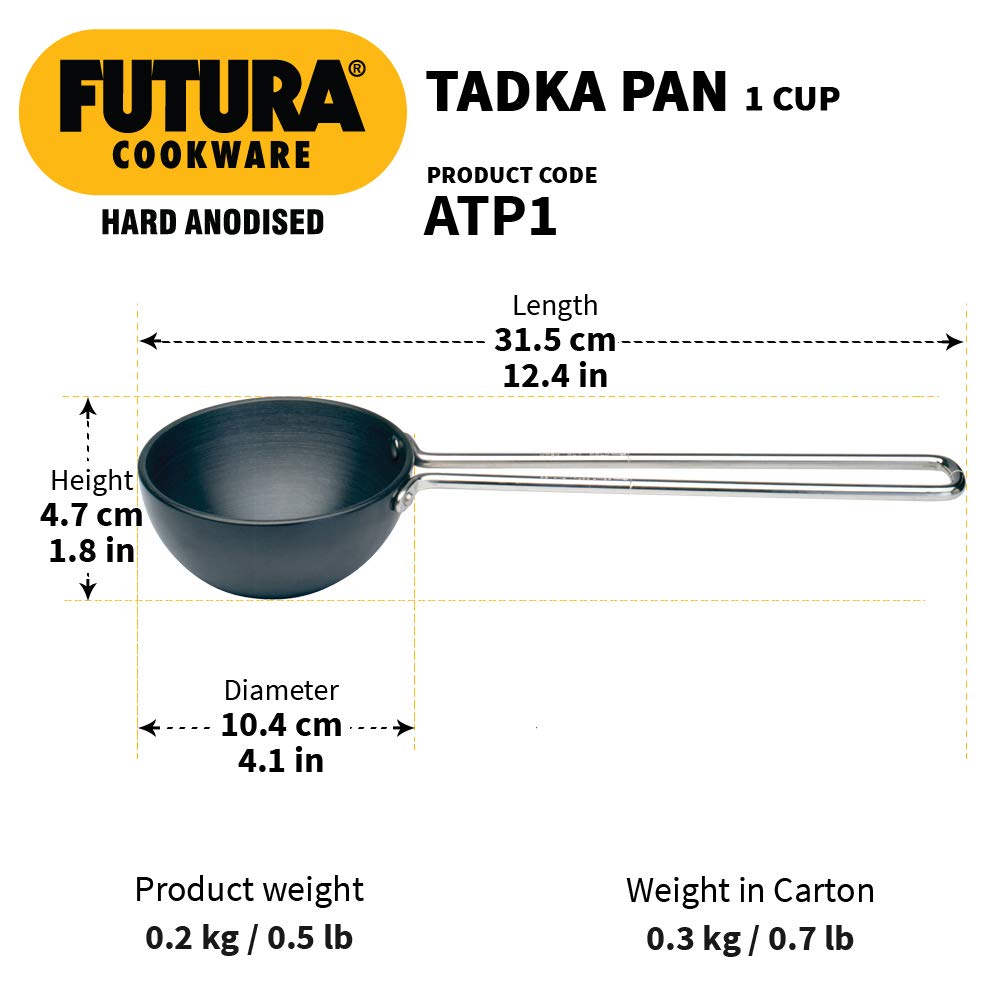 FUTURA®
COOKWARE
HARD ANODISED
TADKA PAN 1 CUP
PRODUCT CODE
ATP1
Length
31.5 cm
12.4 in
Height
4.7 cm
1.8 in
Diameter
10.4 cm
4.1 in
Product weight
0.2 kg / 0.5 lb
Weight in Carton
0.3 kg / 0.7 lb